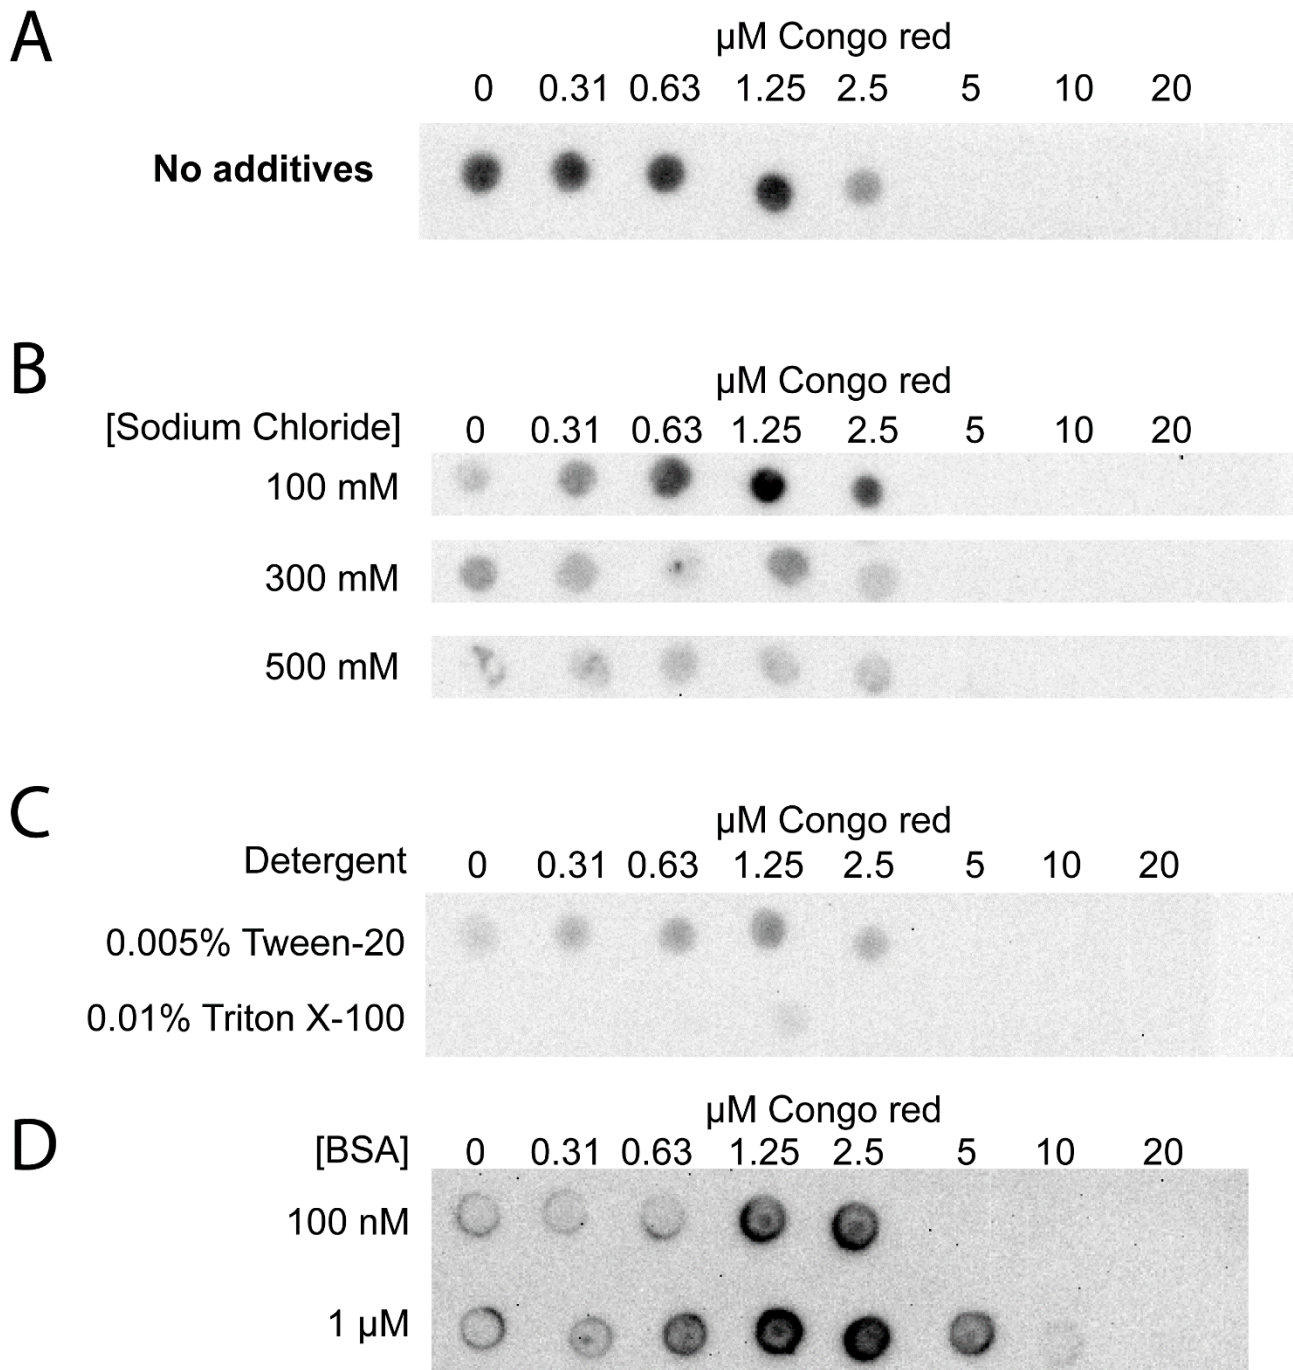 A
µM Congo red
0 0.31 0.63 1.25 2.5 5 10 20
No additives
B
µM Congo red
[Sodium Chloride] 0 0.31 0.63 1.25 2.5 5 10 20
100 mM
300 mM
500 mM
C
µM Congo red
Detergent 0 0.31 0.63 1.25 2.5 5 10 20
0.005% Tween-20
0.01% Triton X-100
D
µM Congo red
[BSA] 0 0.31 0.63 1.25 2.5 5 10 20
100 nM
1 µM